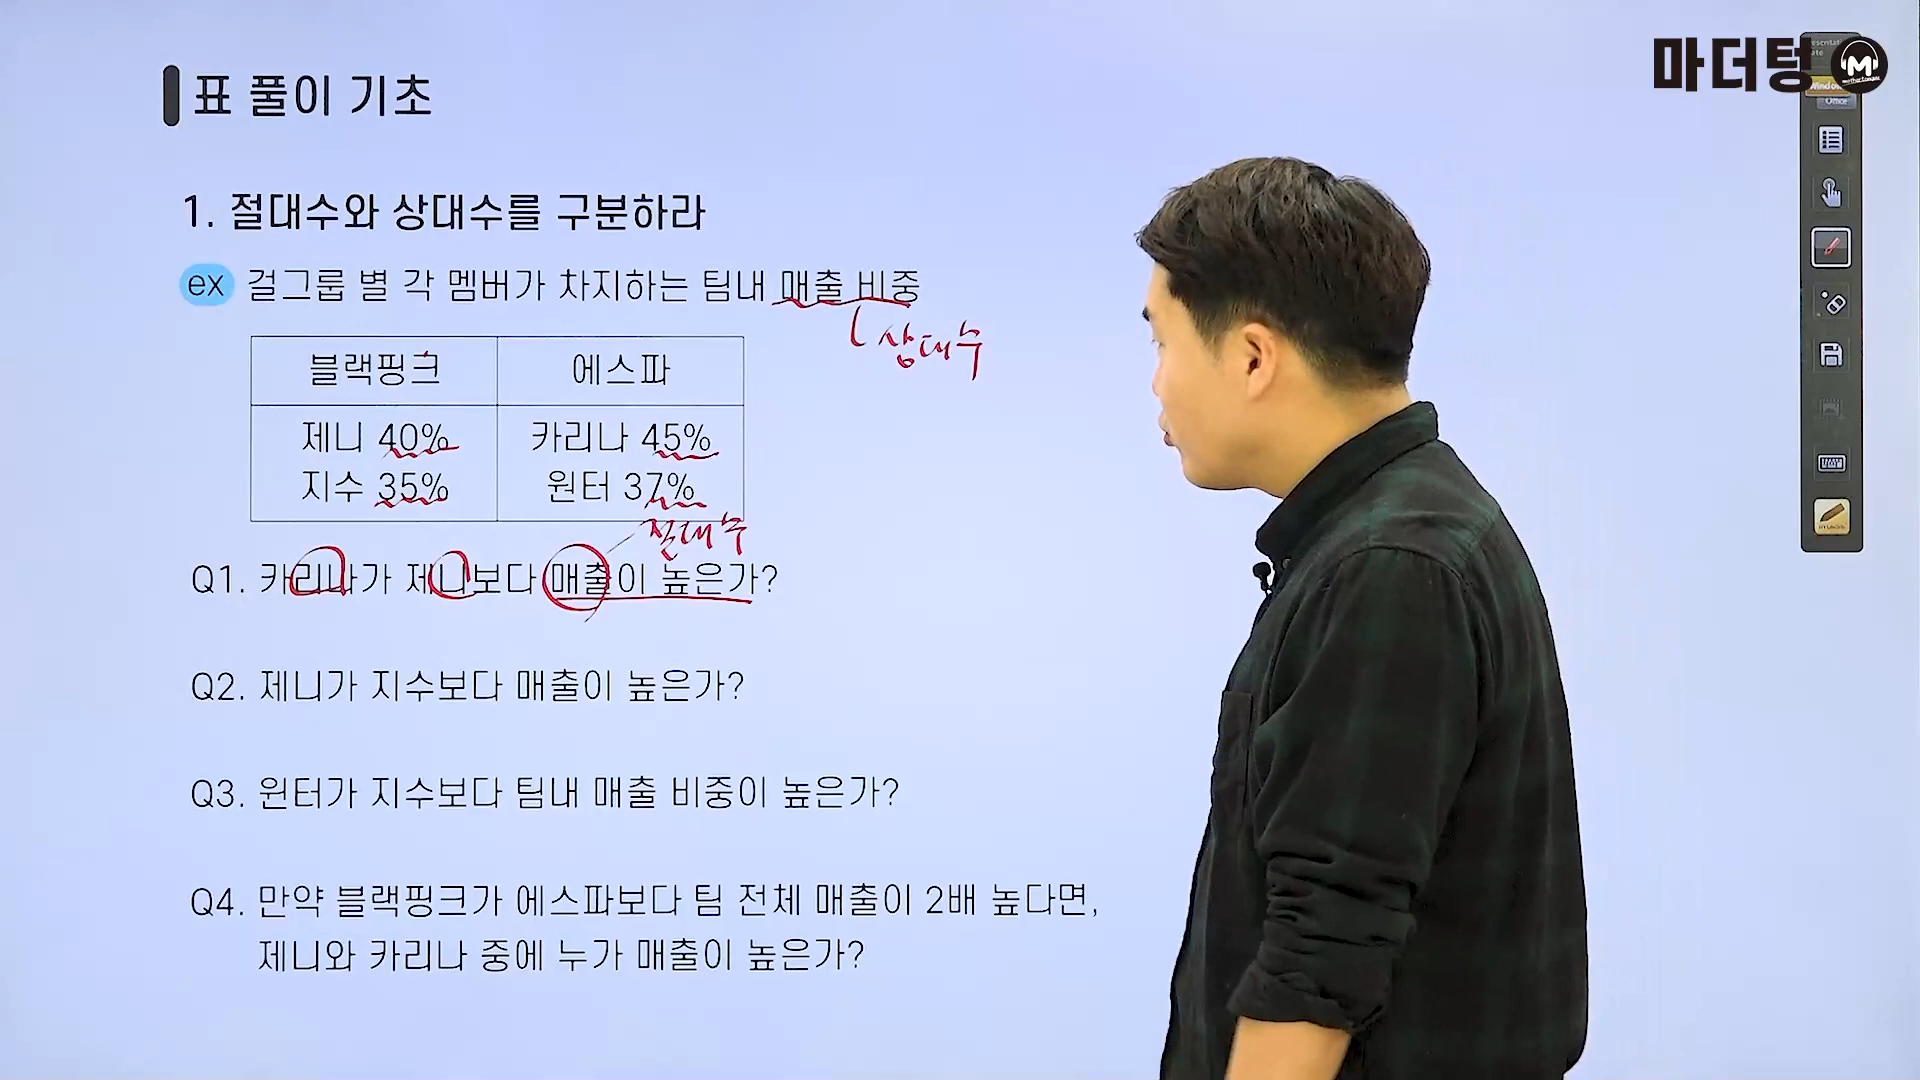 마더텅
표 풀이 기초
1. 절대수와 상대수를 구분하라
ex 걸그룹 별 각 멤버가 차지하는 팀내 매출 비중
상대수
블랙핑크 에스파
제니 40% 카리나 45%
지수 35% 윈터 37%
절대수
Q1. 카리나가 제니보다 매출이 높은가?
Q2. 제니가 지수보다 매출이 높은가?
Q3. 윈터가 지수보다 팀내 매출 비중이 높은가?
Q4. 만약 블랙핑크가 에스파보다 팀 전체 매출이 2배 높다면,
제니와 카리나 중에 누가 매출이 높은가?